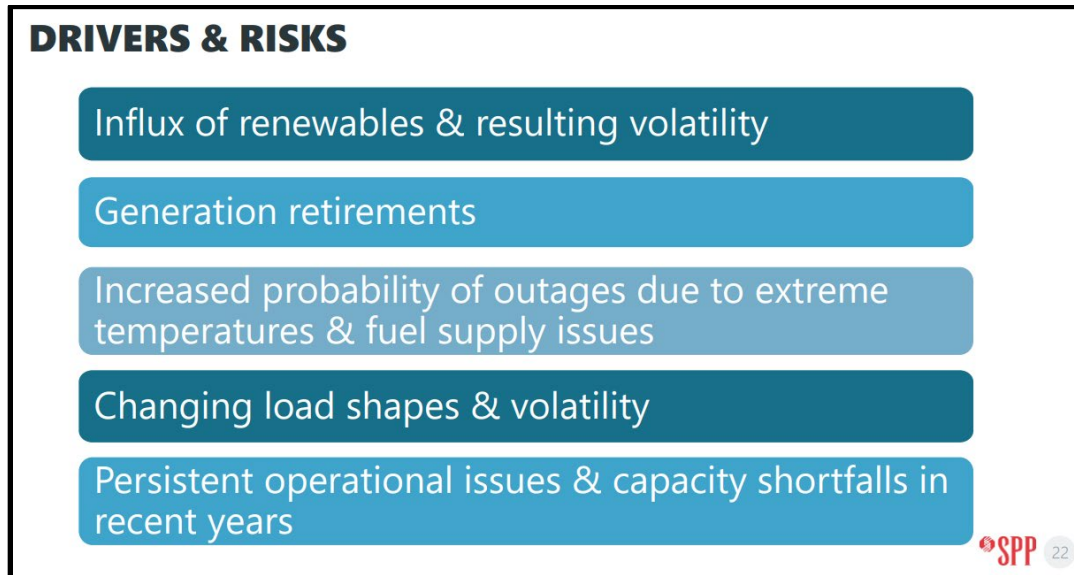 DRIVERS & RISKS
Influx of renewables & resulting volatility
Generation retirements
Increased probability of outages due to extreme
temperatures & fuel supply issues
Changing load shapes & volatility
Persistent operational issues & capacity shortfalls in
recent years
SPP 22